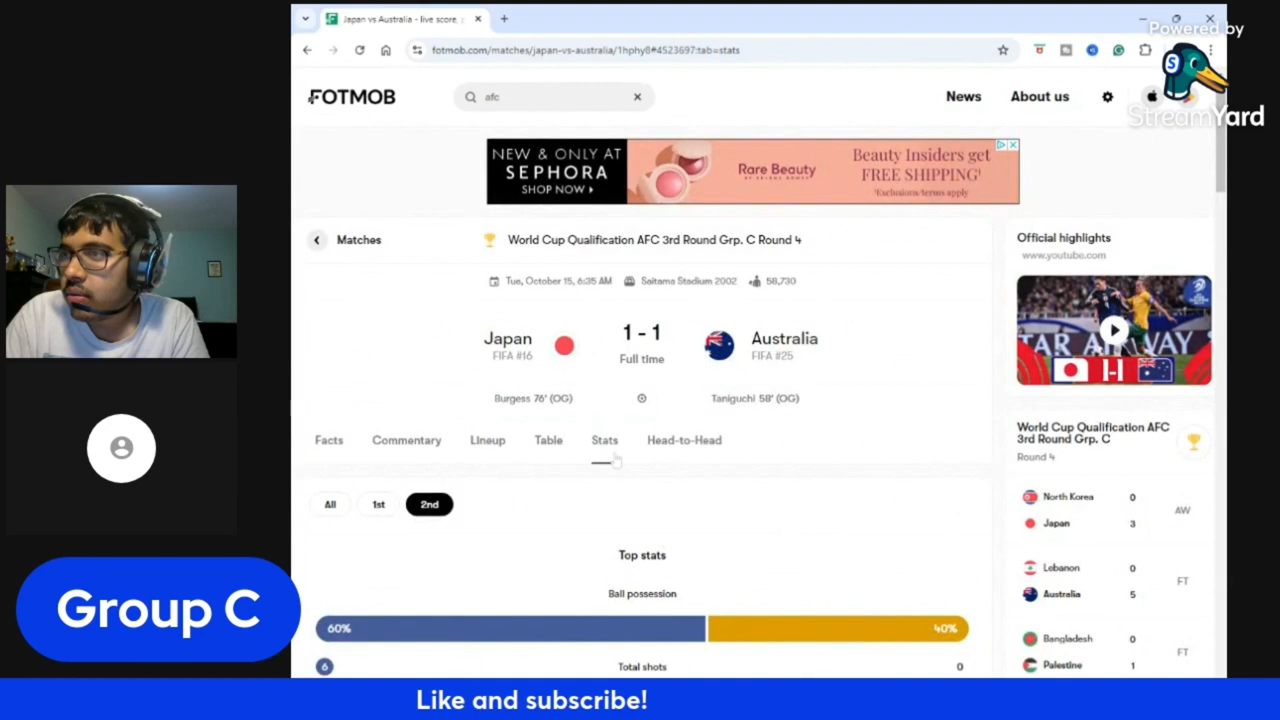 Japan vs Australia - live score, p
fotmob.com/matches/japan-vs-australia/1hphy8#4523697:tab=stats
Powered by
StreamYard
FOTMOB
afc
News
About us
NEW & ONLY AT
SEPHORA
SHOP NOW
Rare Beauty
Beauty Insiders get
FREE SHIPPING!
*Exclusions/terms apply
Matches
World Cup Qualification AFC 3rd Round Grp. C Round 4
Tue, October 15, 6:35 AM
Saitama Stadium 2002
58,730
Japan
FIFA #16
1 - 1
Full time
Australia
FIFA #25
Burgess 76' (OG)
Taniguchi 58' (OG)
Facts
Commentary
Lineup
Table
Stats
Head-to-Head
All
1st
2nd
Top stats
Ball possession
60%
40%
6
Total shots
0
Official highlights
www.youtube.com
1-1
World Cup Qualification AFC
3rd Round Grp. C
Round 4
North Korea 0
AW
Japan 3
Lebanon 0
FT
Australia 5
Bangladesh 0
FT
Palestine 1
Group C
Like and subscribe!